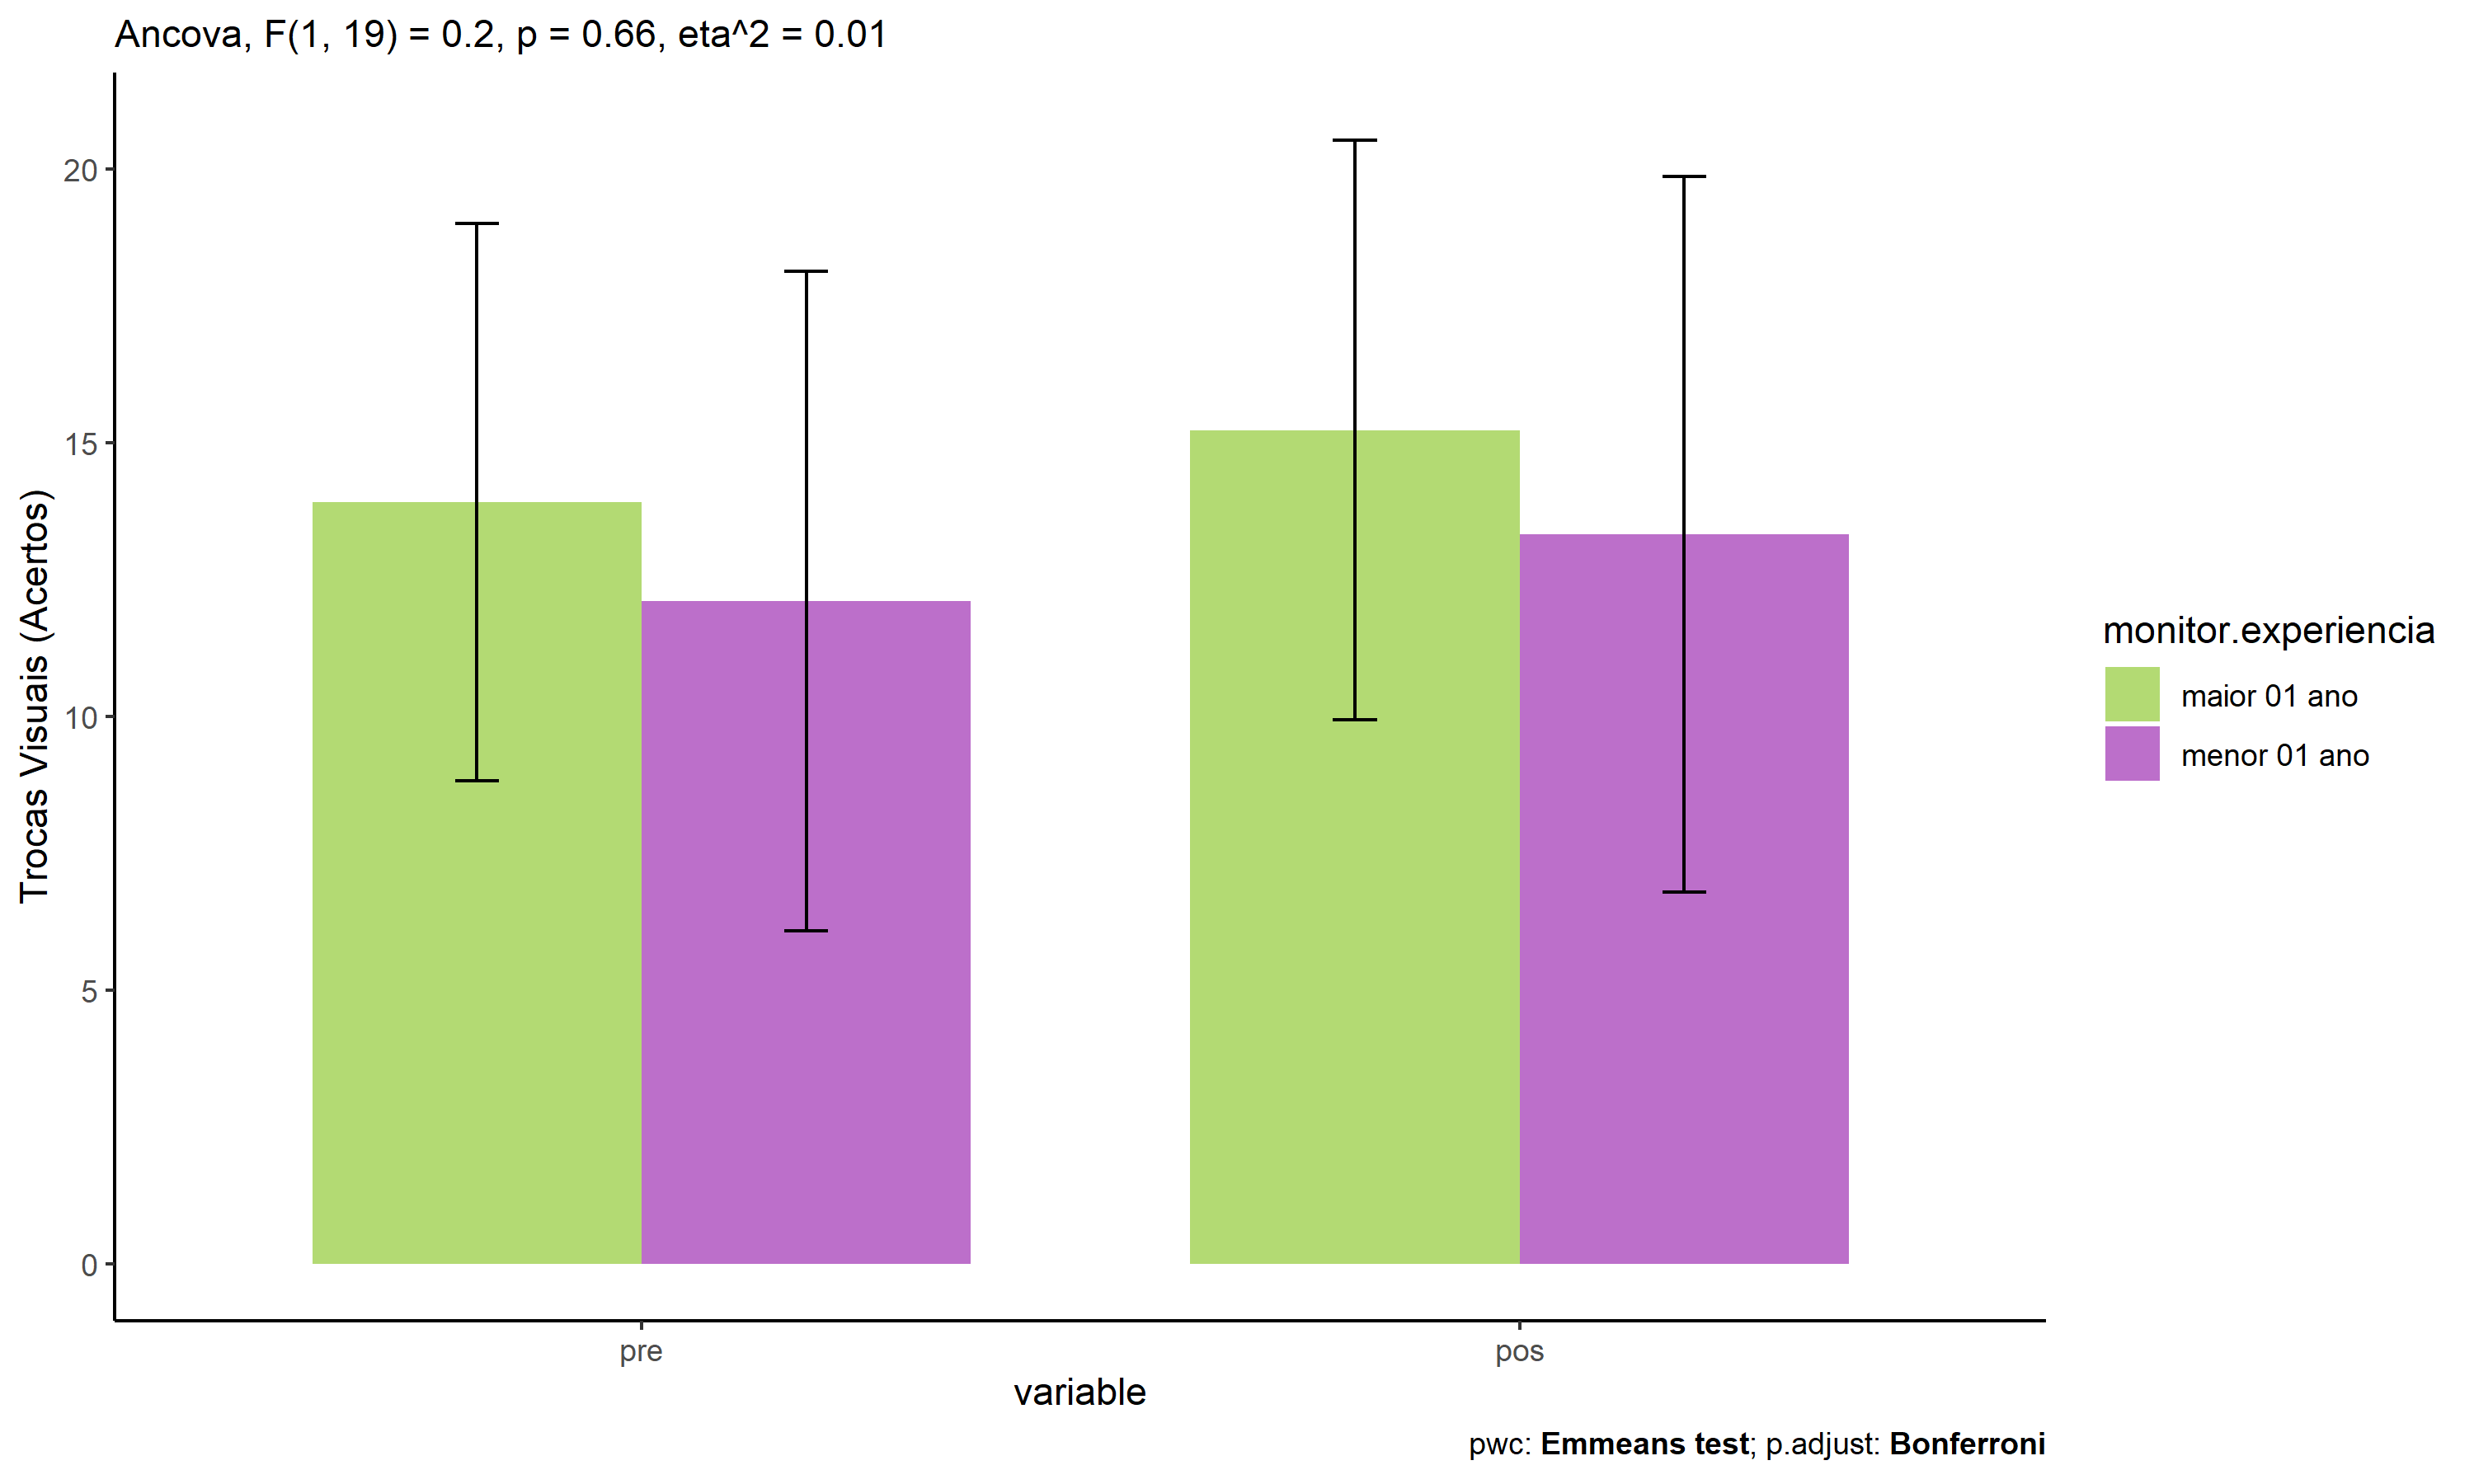 Ancova, F(1, 19) = 0.2, p = 0.66, eta^2 = 0.01
Trocas Visuais (Acertos)
20
15
10
5
0
pre
pos
variable
monitor.experiencia
maior 01 ano
menor 01 ano
pwc: Emmeans test; p.adjust: Bonferroni